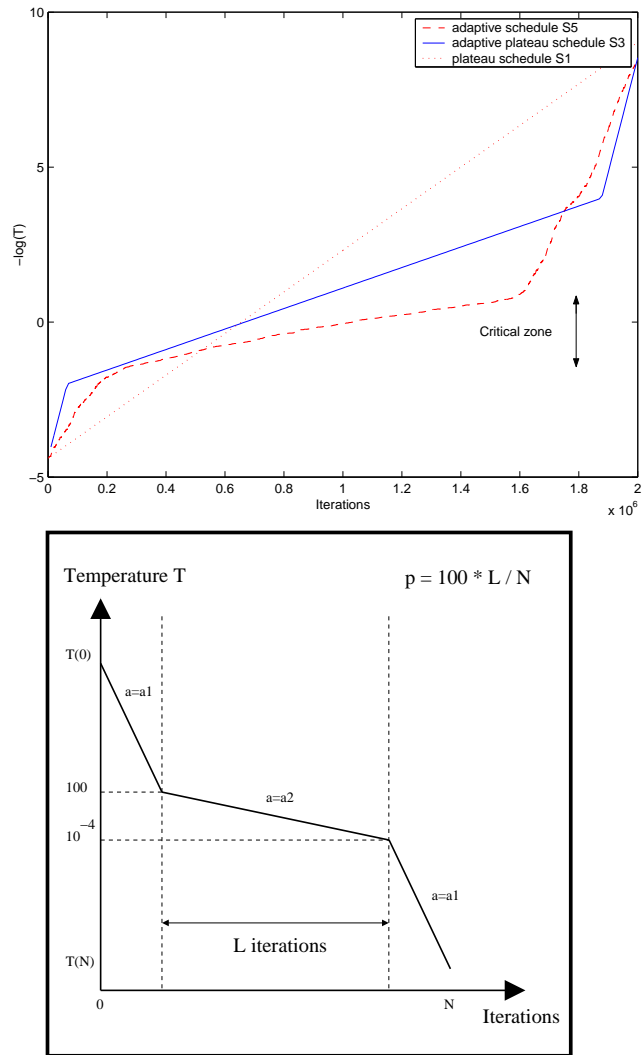 10
adaptive schedule S5
adaptive plateau schedule S3
plateau schedule S1
5
−log(T)
0
Critical zone
−5
0 0.2 0.4 0.6 0.8 1 1.2 1.4 1.6 1.8 2
Iterations
x 10^6
Temperature T
p = 100 * L / N
T(0)
a=a1
100
a=a2
10^−4
a=a1
L iterations
T(N)
0
N
Iterations